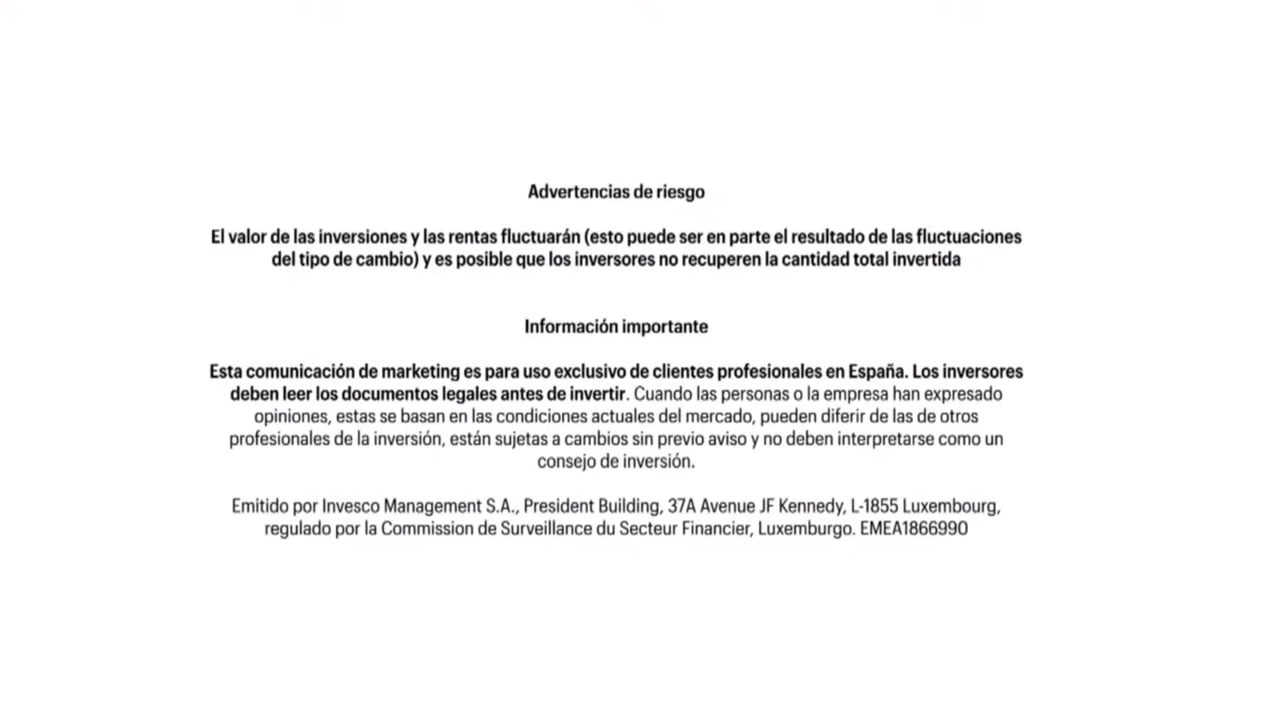 Advertencias de riesgo
El valor de las inversiones y las rentas fluctuarán (esto puede ser en parte el resultado de las fluctuaciones
del tipo de cambio) y es posible que los inversores no recuperen la cantidad total invertida
Información importante
Esta comunicación de marketing es para uso exclusivo de clientes profesionales en España. Los inversores
deben leer los documentos legales antes de invertir. Cuando las personas o la empresa han expresado
opiniones, estas se basan en las condiciones actuales del mercado, pueden diferir de las de otros
profesionales de la inversión, están sujetas a cambios sin previo aviso y no deben interpretarse como un
consejo de inversión.
Emitido por Invesco Management S.A., President Building, 37A Avenue JF Kennedy, L-1855 Luxembourg,
regulado por la Commission de Surveillance du Secteur Financier, Luxemburgo. EMEA1866990